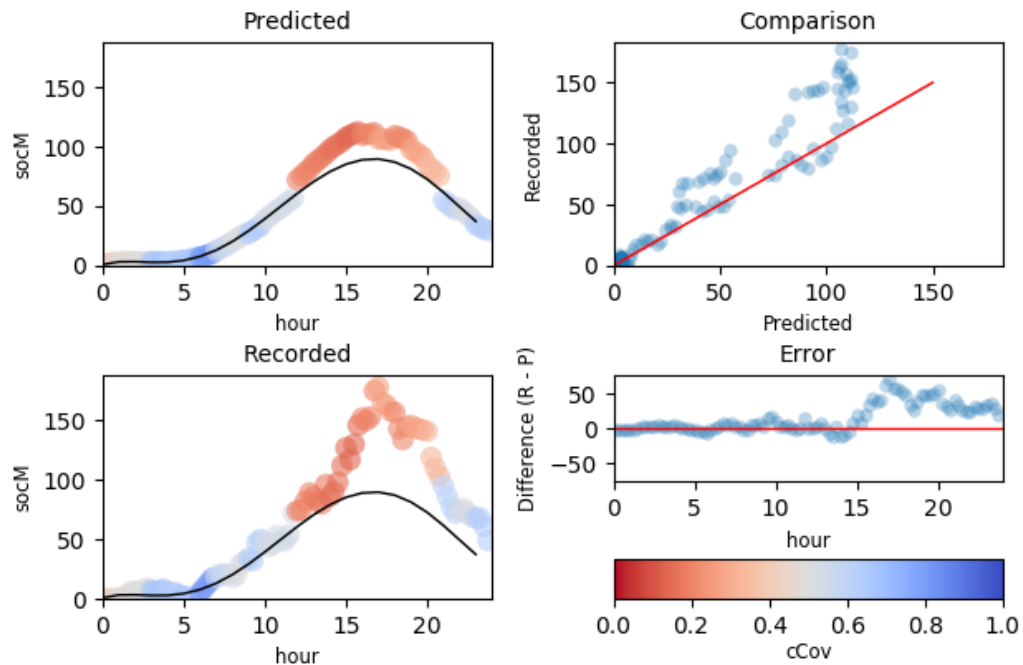 Predicted
socM
150
100
50
0
0 5 10 15 20
hour
Comparison
Recorded
150
100
50
0
0 50 100 150
Predicted
Recorded
socM
150
100
50
0
0 5 10 15 20
hour
Error
Difference (R - P)
50
0
−50
0 5 10 15 20
hour
0.0 0.2 0.4 0.6 0.8 1.0
cCov